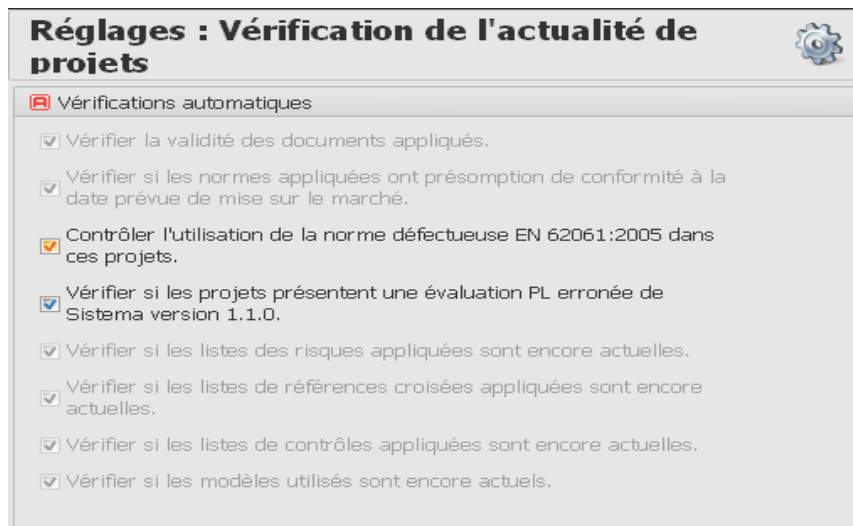 Réglages : Vérification de l'actualité de
projets
Vérifications automatiques
Vérifier la validité des documents appliqués.
Vérifier si les normes appliquées ont présomption de conformité à la
date prévue de mise sur le marché.
Contrôler l'utilisation de la norme défectueuse EN 62061:2005 dans
ces projets.
Vérifier si les projets présentent une évaluation PL erronée de
Sistema version 1.1.0.
Vérifier si les listes des risques appliquées sont encore actuelles.
Vérifier si les listes de références croisées appliquées sont encore
actuelles.
Vérifier si les listes de contrôles appliquées sont encore actuelles.
Vérifier si les modèles utilisés sont encore actuels.